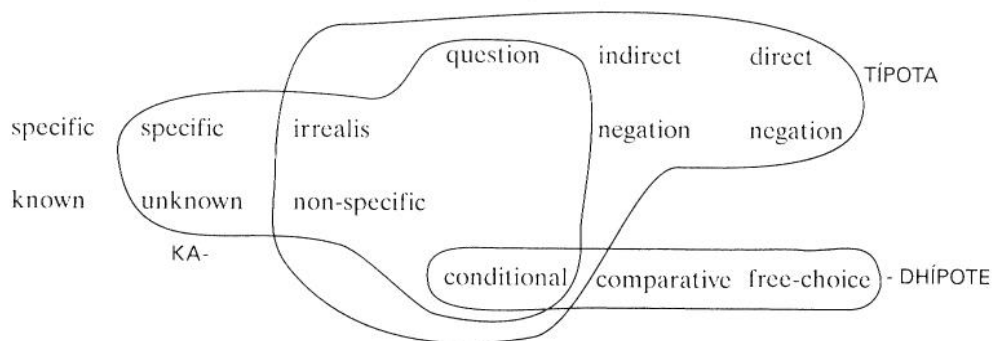 question indirect direct
TÍPOTA
specific specific irrealis negation negation
known unknown non-specific
KA-
conditional comparative free-choice - DHÍPOTE